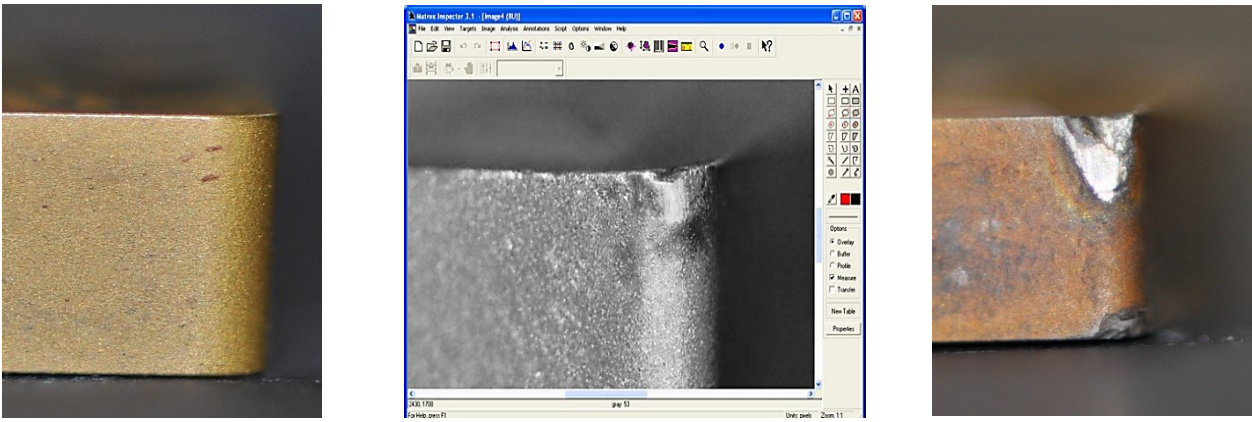 Matrox Inspector 3.1 - [Image4 (8U)]
File Edit View Targets Image Analysis Annotations Script Options Window Help
A
Options
Overlay
Buffer
Profile
Measure
Transfer
New Table
Properties
2430, 1700 gray: 53
For Help, press F1 Units: pixels Zoom: 1:1